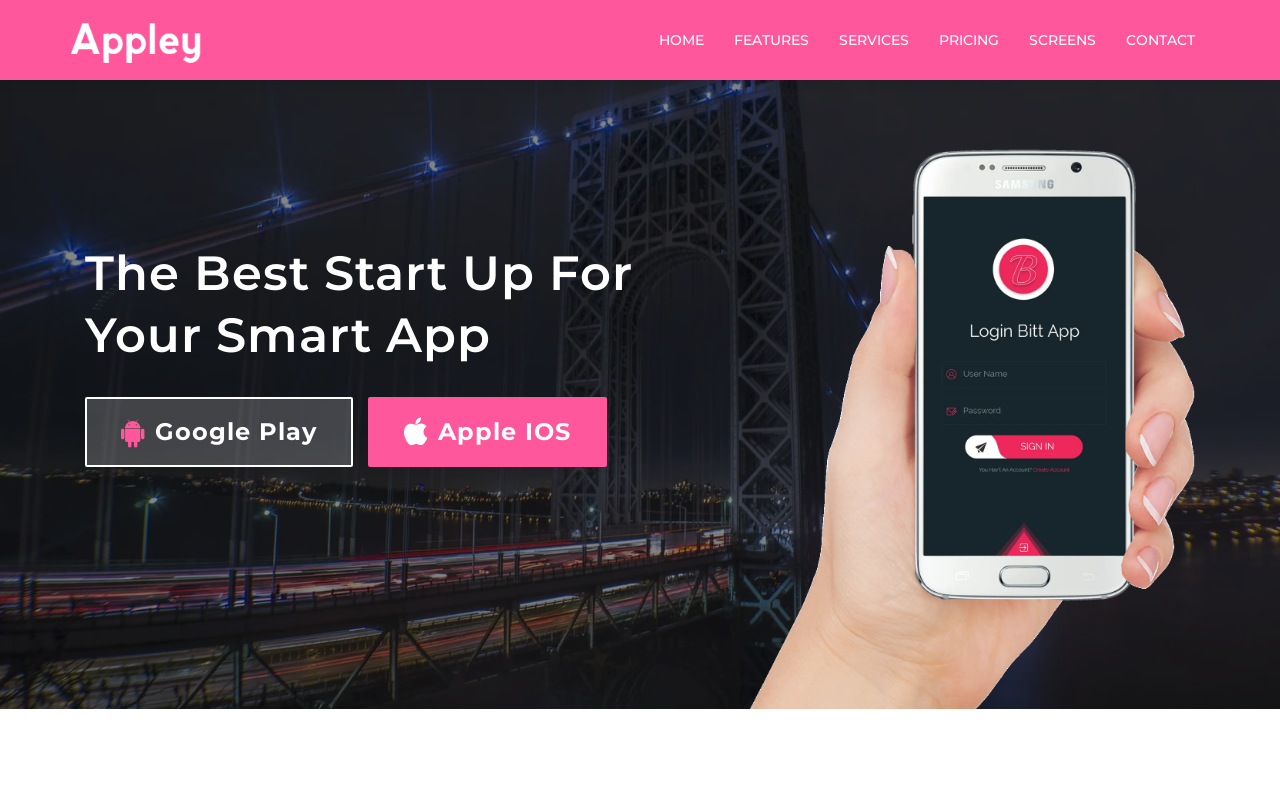 Appley
HOME FEATURES SERVICES PRICING SCREENS CONTACT
The Best Start Up For
Your Smart App
Google Play
Apple IOS
SAMSUNG
B
Login Bitt App
User Name
Password
SIGN IN
You Han't An Account? Create Account